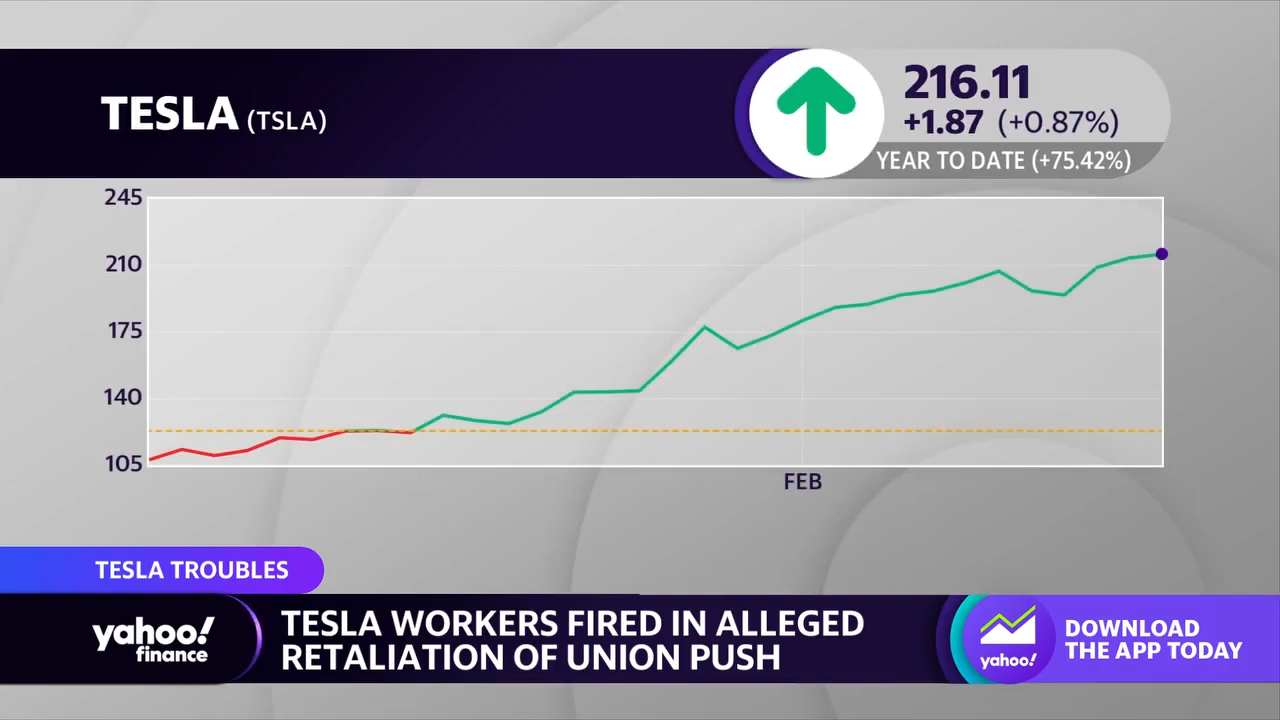 TESLA (TSLA)
216.11
+1.87 (+0.87%)
YEAR TO DATE (+75.42%)
245
210
175
140
105
FEB
TESLA TROUBLES
yahoo!
finance
TESLA WORKERS FIRED IN ALLEGED
RETALIATION OF UNION PUSH
yahoo!
DOWNLOAD
THE APP TODAY